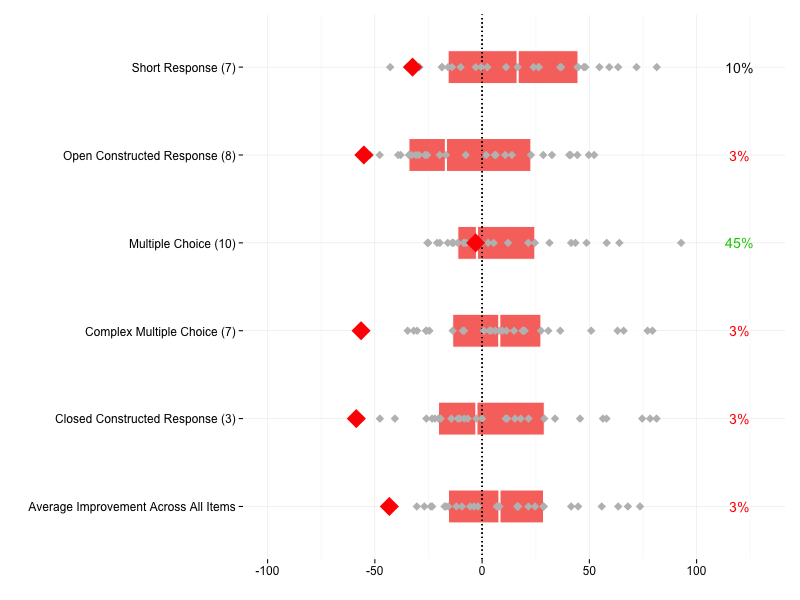 Short Response (7)
10%
Open Constructed Response (8)
3%
Multiple Choice (10)
45%
Complex Multiple Choice (7)
3%
Closed Constructed Response (3)
3%
Average Improvement Across All Items
3%
-100 -50 0 50 100